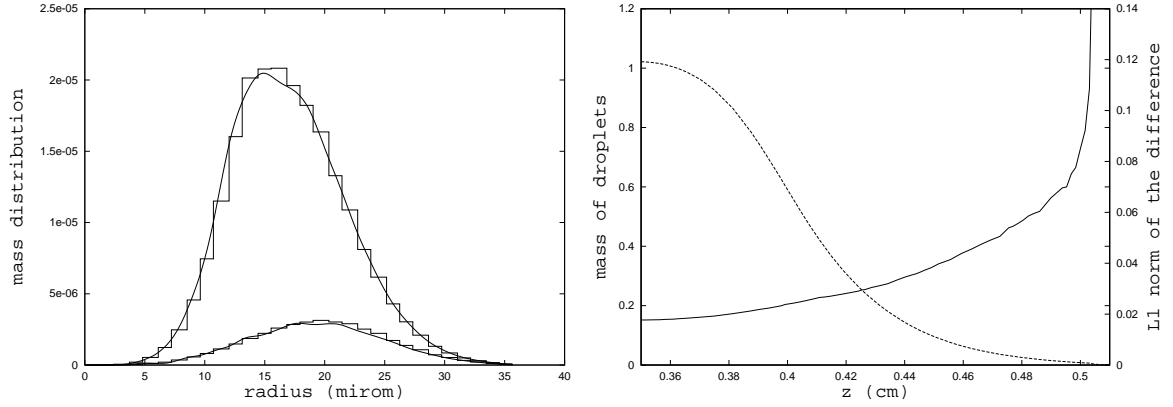 2.5e-05
2e-05
1.5e-05
1e-05
5e-06
0
mass distribution
0 5 10 15 20 25 30 35 40
radius (mirom)
1.2
1
0.8
0.6
0.4
0.2
0
mass of droplets
0.14
0.12
0.1
0.08
0.06
0.04
0.02
0
L1 norm of the difference
0.36 0.38 0.4 0.42 0.44 0.46 0.48 0.5
z (cm)